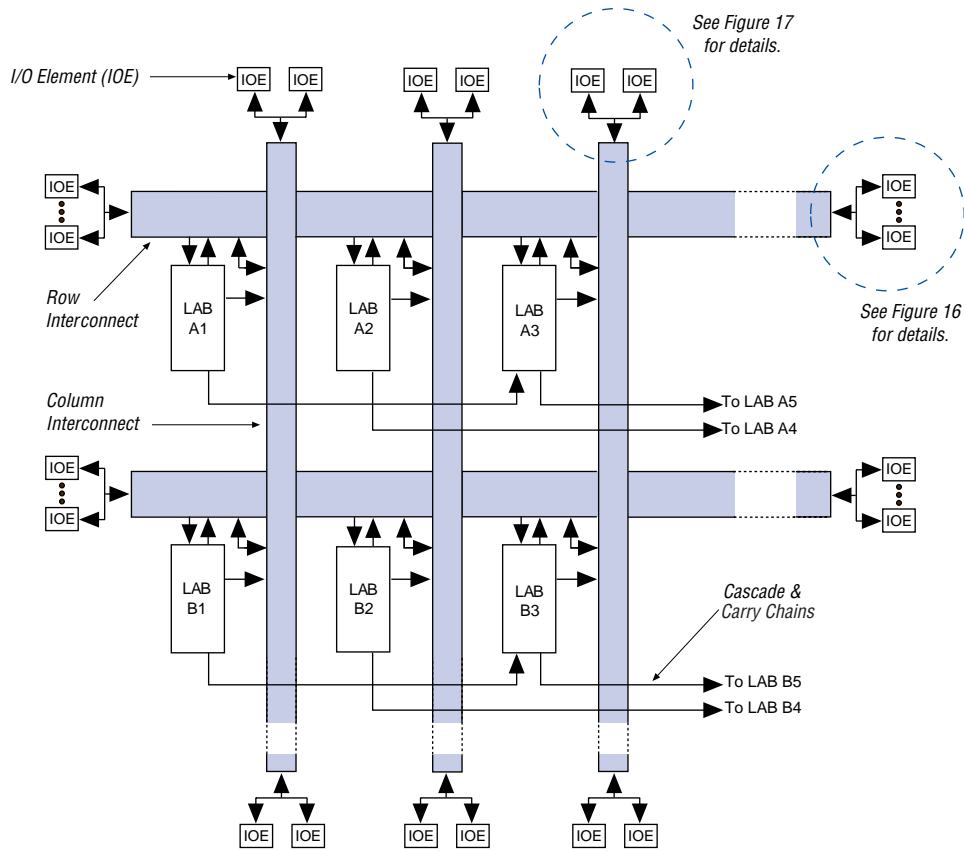 See Figure 17
for details.
I/O Element (IOE)
IOE IOE IOE IOE IOE IOE
IOE IOE
IOE IOE
Row
Interconnect
LAB
A1
LAB
A2
LAB
A3
See Figure 16
for details.
Column
Interconnect
To LAB A5
To LAB A4
IOE IOE
IOE IOE
LAB
B1
LAB
B2
LAB
B3
Cascade &
Carry Chains
To LAB B5
To LAB B4
IOE IOE IOE IOE IOE IOE